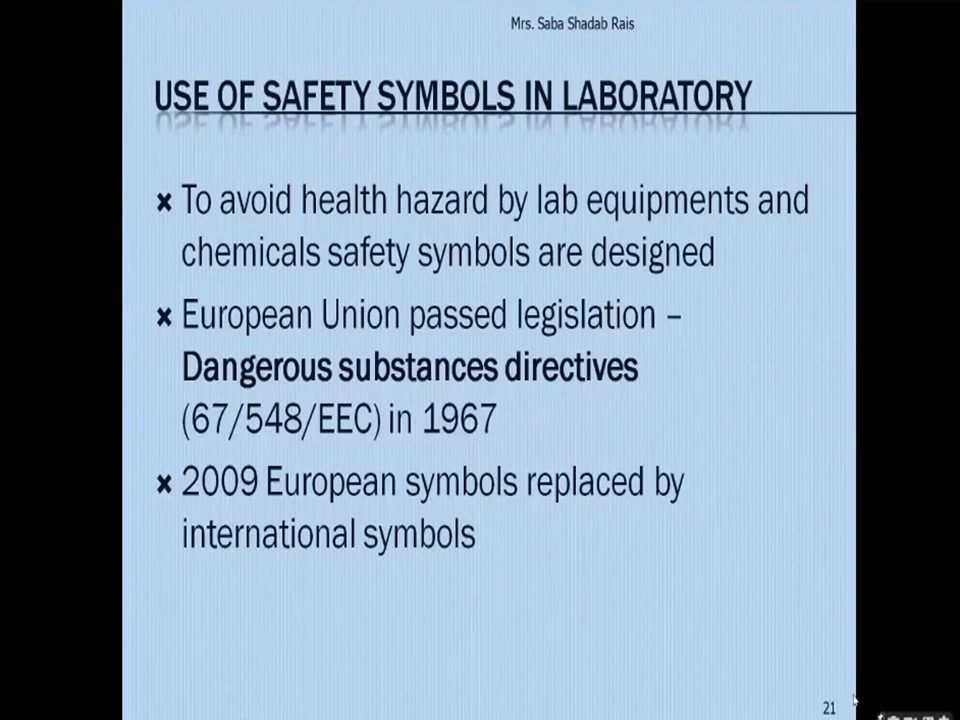 Mrs. Saba Shadab Rais
USE OF SAFETY SYMBOLS IN LABORATORY
× To avoid health hazard by lab equipments and
chemicals safety symbols are designed
× European Union passed legislation –
Dangerous substances directives
(67/548/EEC) in 1967
× 2009 European symbols replaced by
international symbols
21